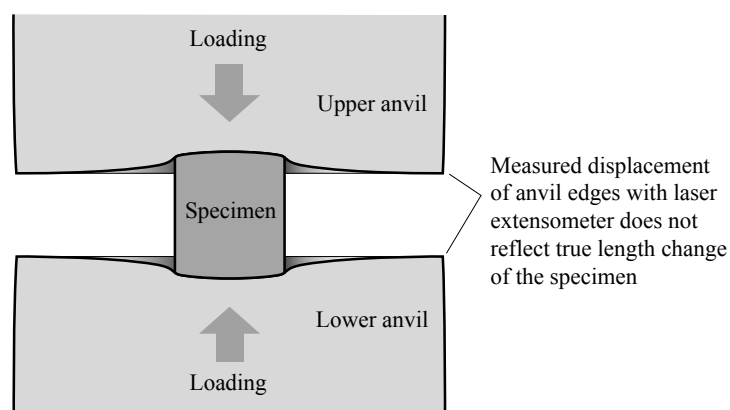 Loading
Upper anvil
Specimen
Measured displacement
of anvil edges with laser
extensometer does not
reflect true length change
of the specimen
Lower anvil
Loading